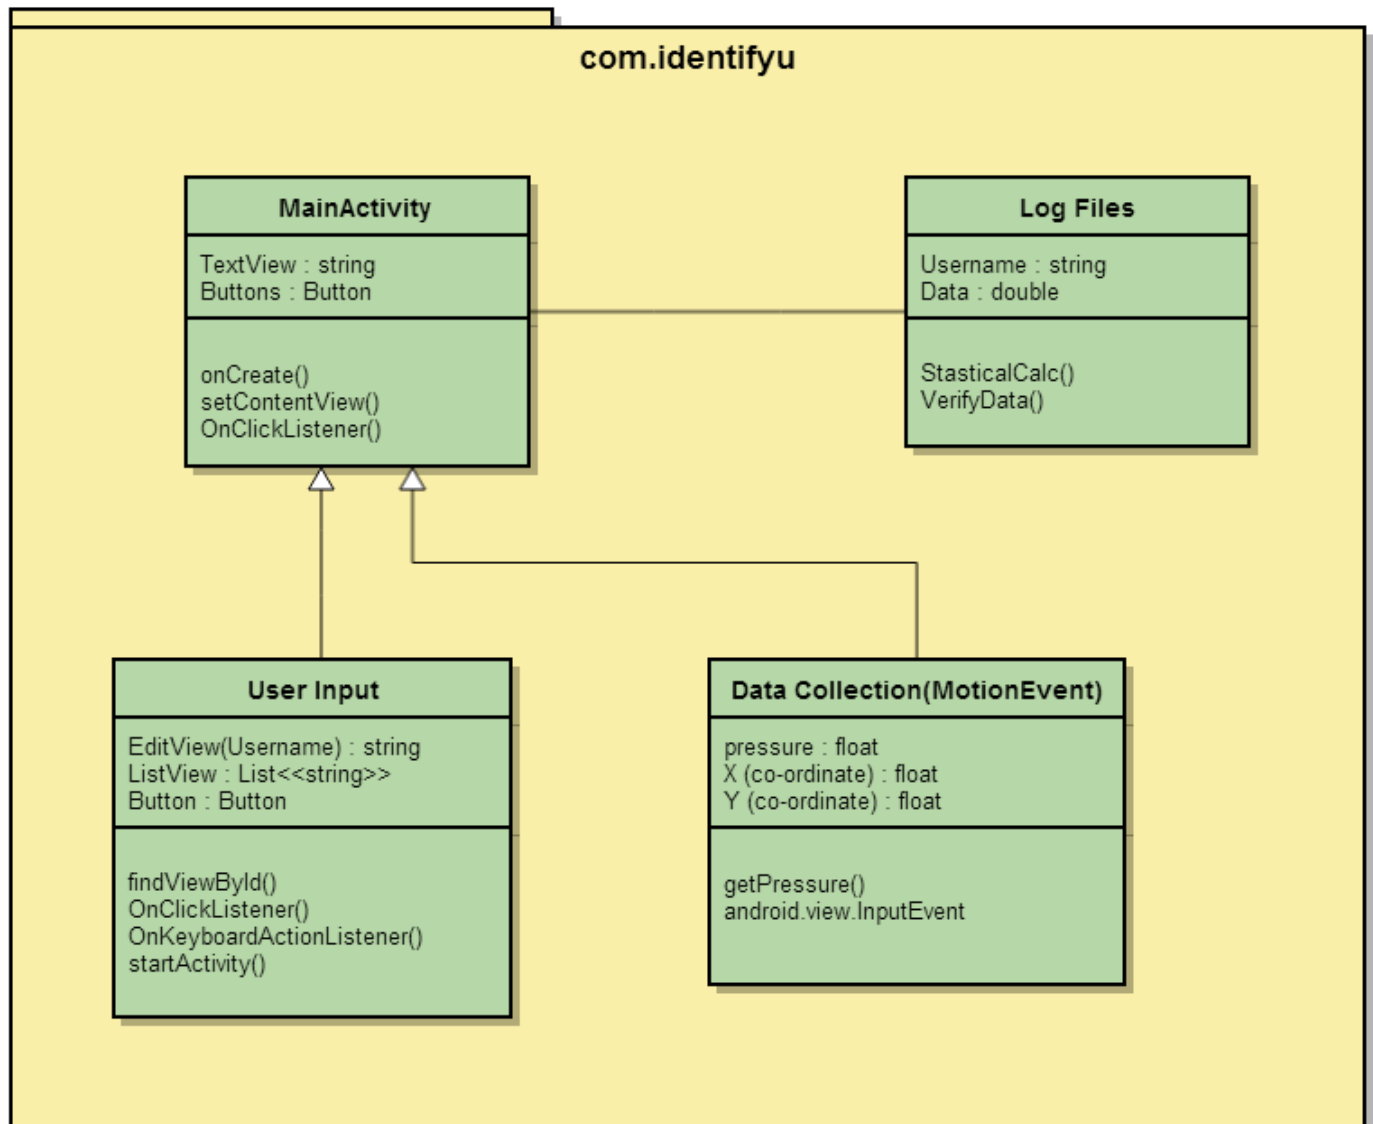 com.identifyu
MainActivity
TextView : string
Buttons : Button
onCreate()
setContentView()
OnClickListener()
Log Files
Username : string
Data : double
StasticalCalc()
VerifyData()
User Input
EditView(Username) : string
ListView : List<<string>>
Button : Button
findViewById()
OnClickListener()
OnKeyboardActionListener()
startActivity()
Data Collection(MotionEvent)
pressure : float
X (co-ordinate) : float
Y (co-ordinate) : float
getPressure()
android.view.InputEvent